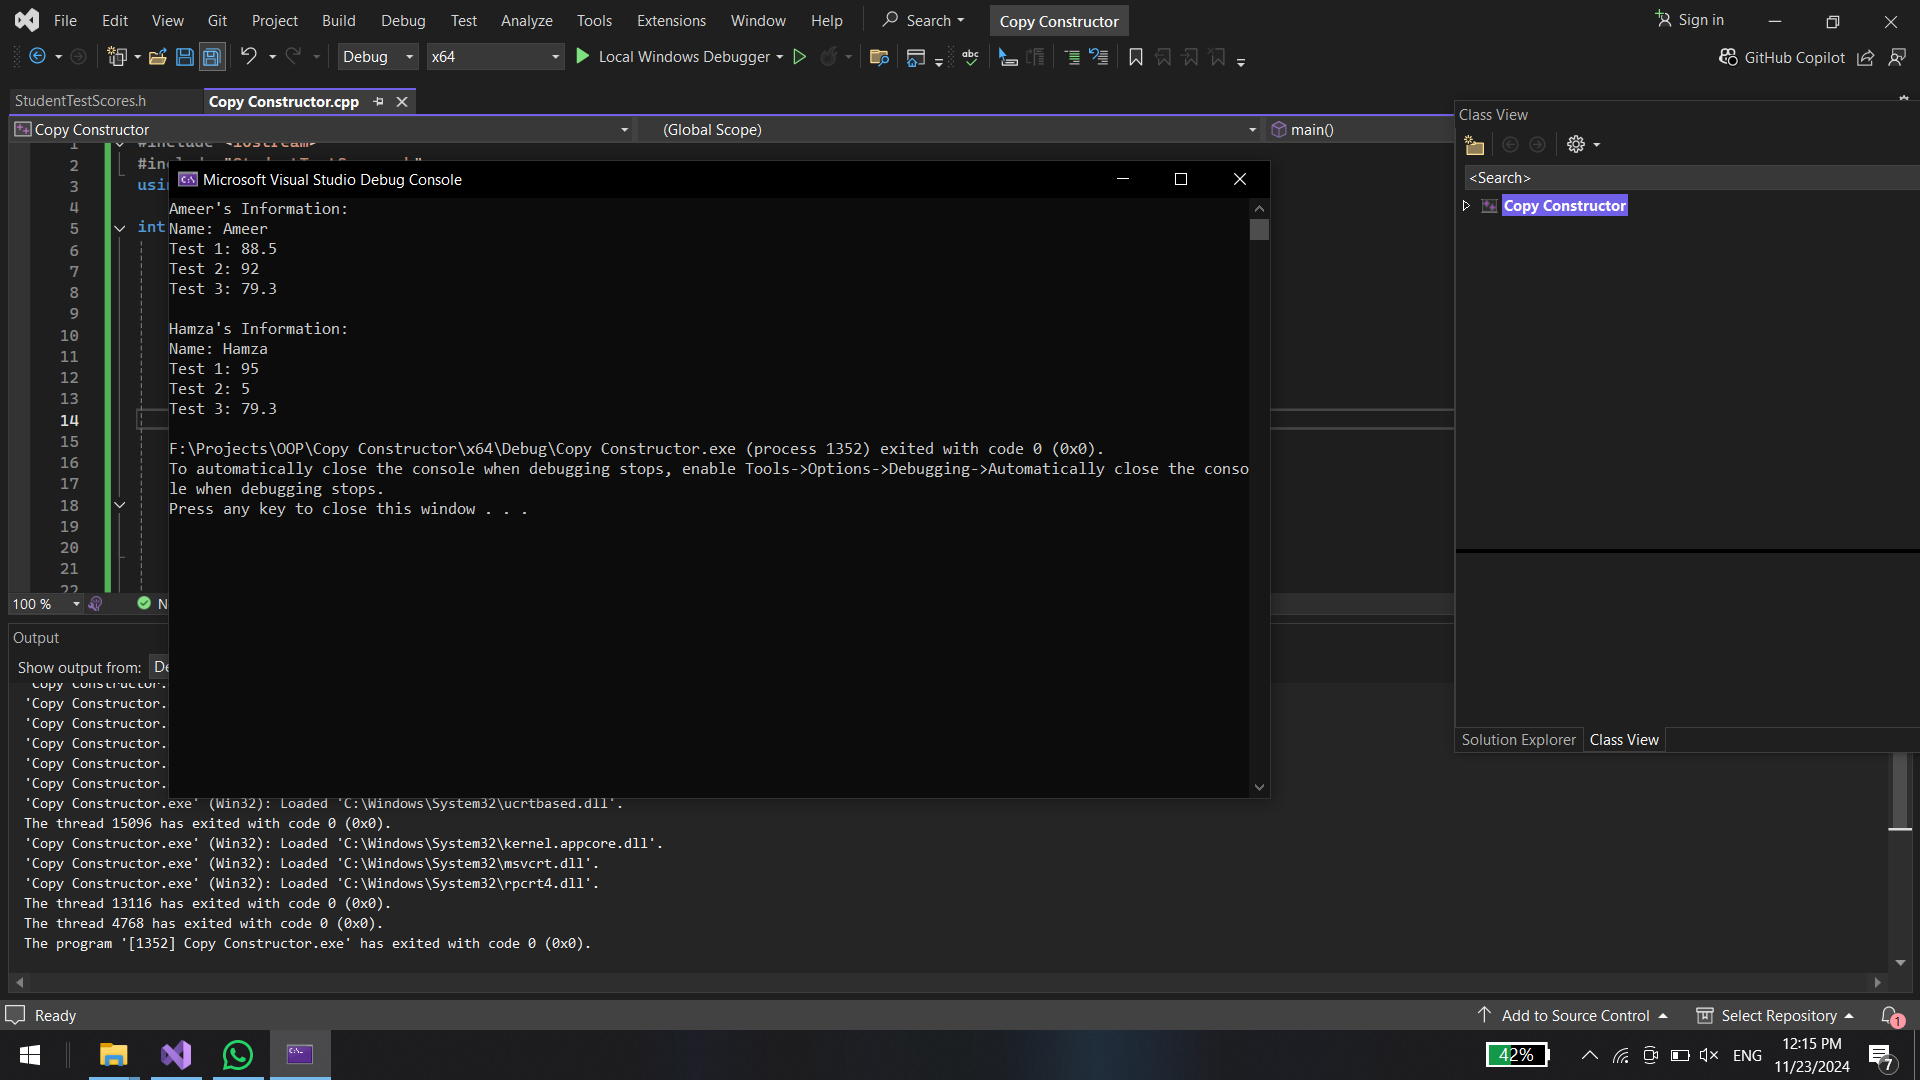 File Edit View Git Project Build Debug Test Analyze Tools Extensions Window Help Search Copy Constructor Sign in
Debug x64 Local Windows Debugger abc GitHub Copilot
StudentTestScores.h Copy Constructor.cpp
Copy Constructor (Global Scope) main()
1 #include <iostream>
2 #inc
3 usi
4
5 int
6
7
8
9
10
11
12
13
14
15
16
17
18
19
20
21
22
100 % N
Microsoft Visual Studio Debug Console
Ameer's Information:
Name: Ameer
Test 1: 88.5
Test 2: 92
Test 3: 79.3
Hamza's Information:
Name: Hamza
Test 1: 95
Test 2: 5
Test 3: 79.3
F:\Projects\OOP\Copy Constructor\x64\Debug\Copy Constructor.exe (process 1352) exited with code 0 (0x0).
To automatically close the console when debugging stops, enable Tools->Options->Debugging->Automatically close the conso
le when debugging stops.
Press any key to close this window . . .
Class View
<Search>
Copy Constructor
Solution Explorer Class View
Output
Show output from: De
'Copy Constructor.
'Copy Constructor.
'Copy Constructor.
'Copy Constructor.
'Copy Constructor.
'Copy Constructor.
'Copy Constructor.exe' (Win32): Loaded 'C:\Windows\System32\ucrtbased.dll'.
The thread 15096 has exited with code 0 (0x0).
'Copy Constructor.exe' (Win32): Loaded 'C:\Windows\System32\kernel.appcore.dll'.
'Copy Constructor.exe' (Win32): Loaded 'C:\Windows\System32\msvcrt.dll'.
'Copy Constructor.exe' (Win32): Loaded 'C:\Windows\System32\rpcrt4.dll'.
The thread 13116 has exited with code 0 (0x0).
The thread 4768 has exited with code 0 (0x0).
The program '[1352] Copy Constructor.exe' has exited with code 0 (0x0).
Ready Add to Source Control Select Repository 1
42% ENG 12:15 PM
11/23/2024 7